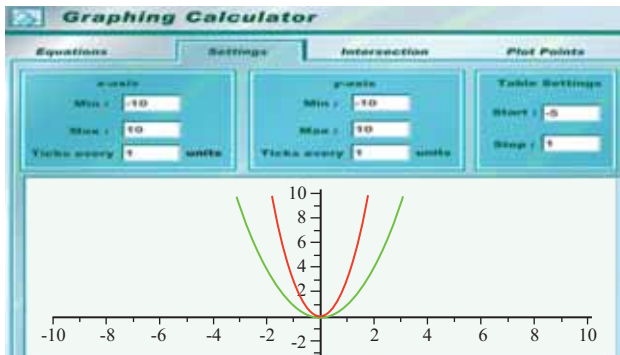 Graphing Calculator
Equations Settings Intersection Plot Points
x-axis y-axis Table Settings
Min : -10 Min : -10 Start : -5
Max : 10 Max : 10 Stop : 1
Ticks every 1 units Ticks every 1 units
10
8
6
4
2
-10 -8 -6 -4 -2 2 4 6 8 10
-2